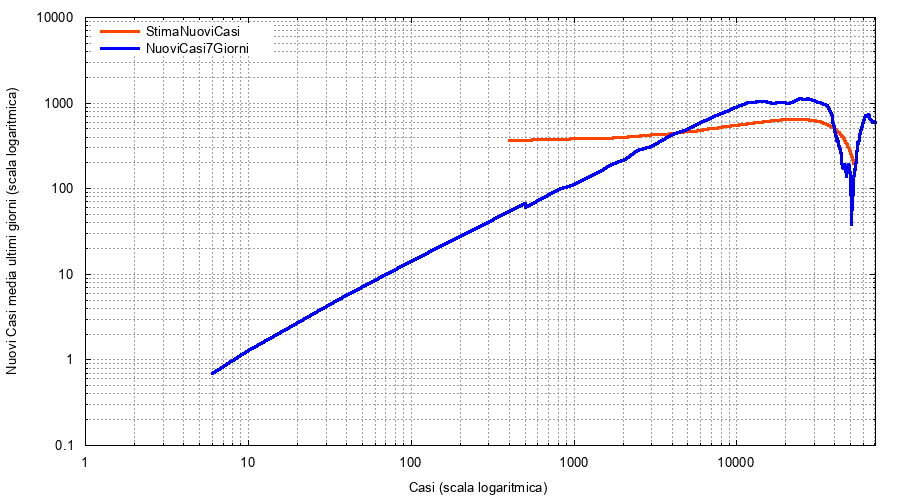 10000
1000
100
10
1
0.1
1
10
100
1000
10000
StimaNuoviCasi
NuoviCasi7Giorni
Nuovi Casi media ultimi giorni (scala logaritmica)
Casi (scala logaritmica)